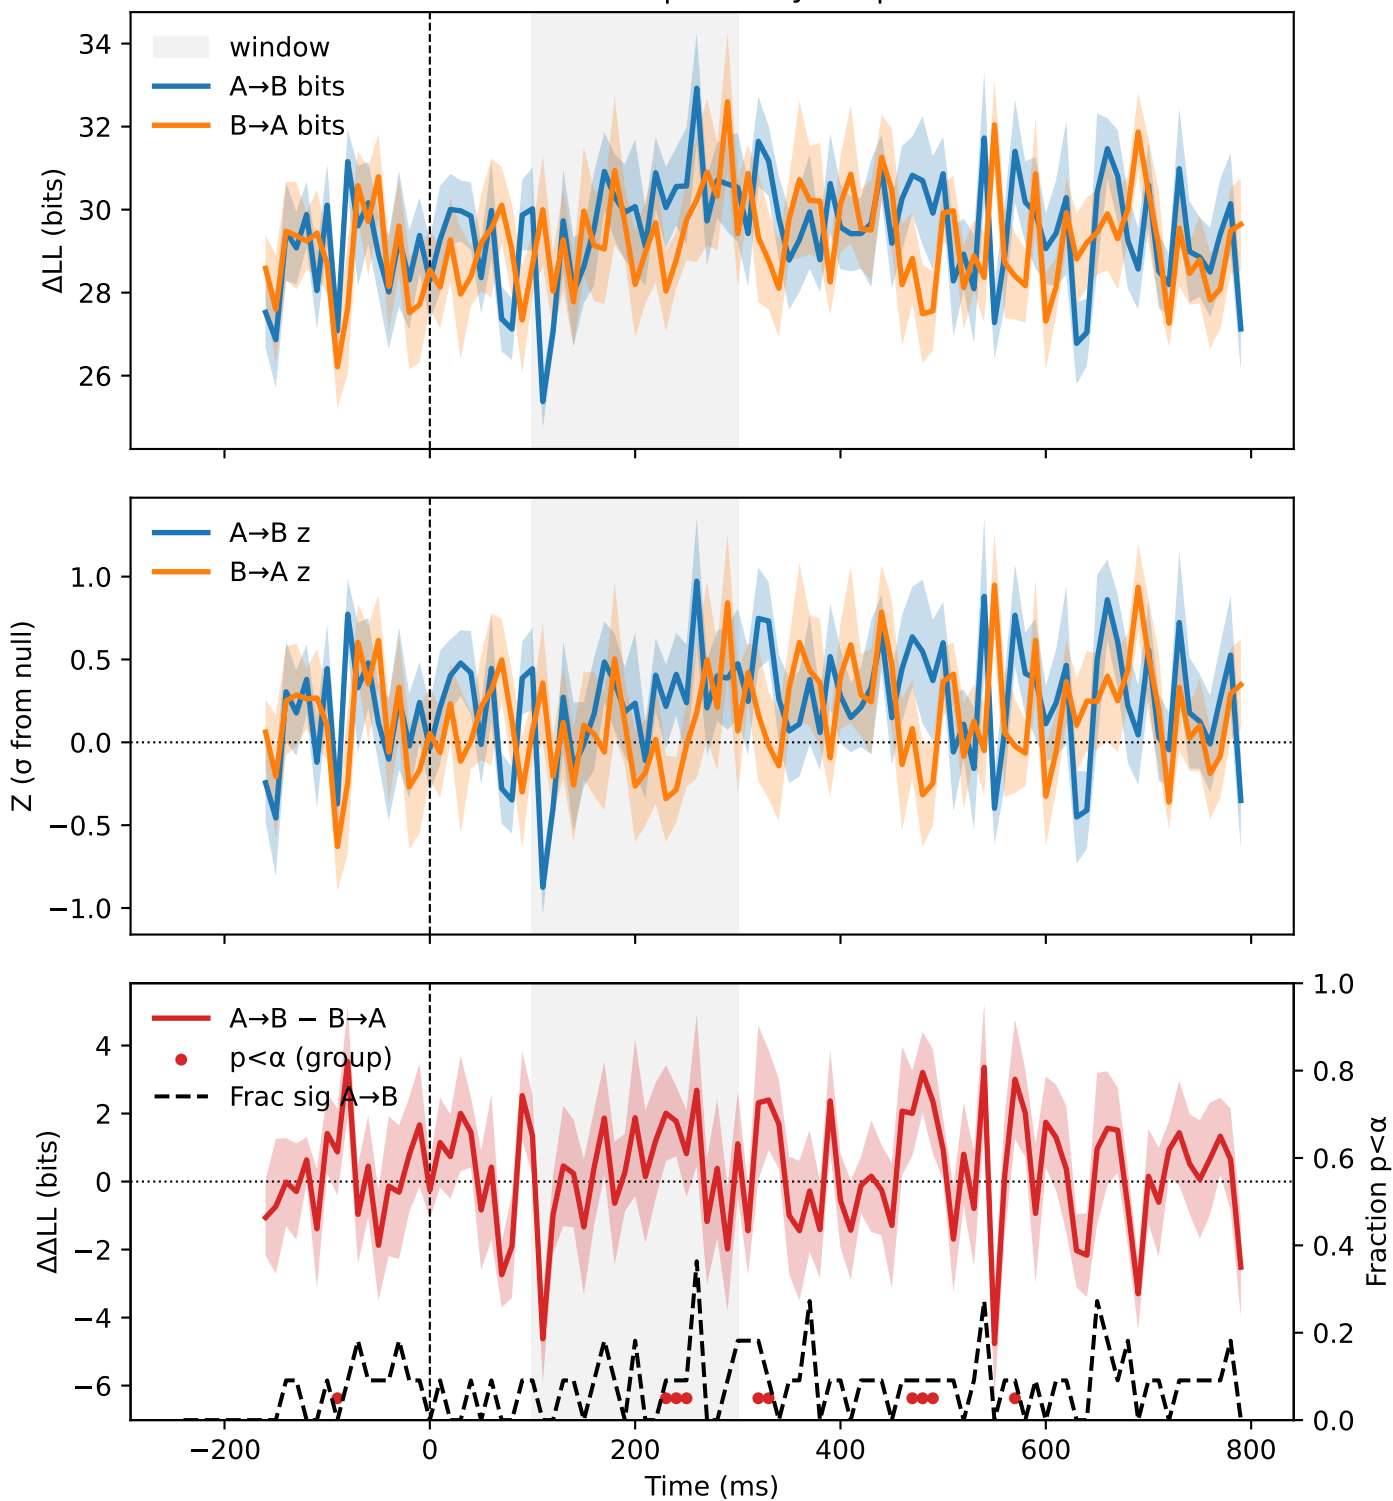 34
32
30
28
26
ΔLL (bits)
window
A→B bits
B→A bits
1.0
0.5
0.0
−0.5
−1.0
Z (σ from null)
A→B z
B→A z
4
2
0
−2
−4
−6
ΔΔLL (bits)
A→B − B→A
p<α (group)
Frac sig A→B
1.0
0.8
0.6
0.4
0.2
0.0
Fraction p<α
−200
0
200
400
600
800
Time (ms)